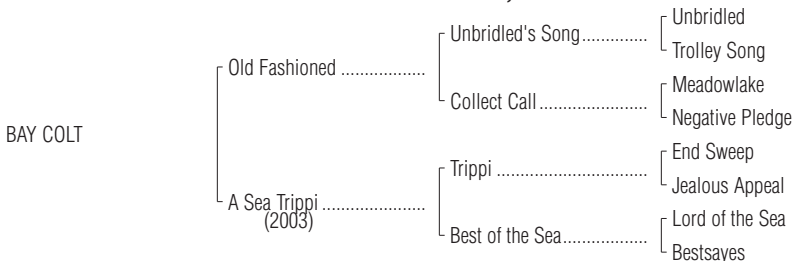 Unbridled
Unbridled's Song..............
Trolley Song
Old Fashioned ..................
Meadowlake
Collect Call.......................
Negative Pledge
BAY COLT
End Sweep
Trippi ................................
Jealous Appeal
A Sea Trippi ......................
(2003)
Lord of the Sea
Best of the Sea..................
Bestsaves